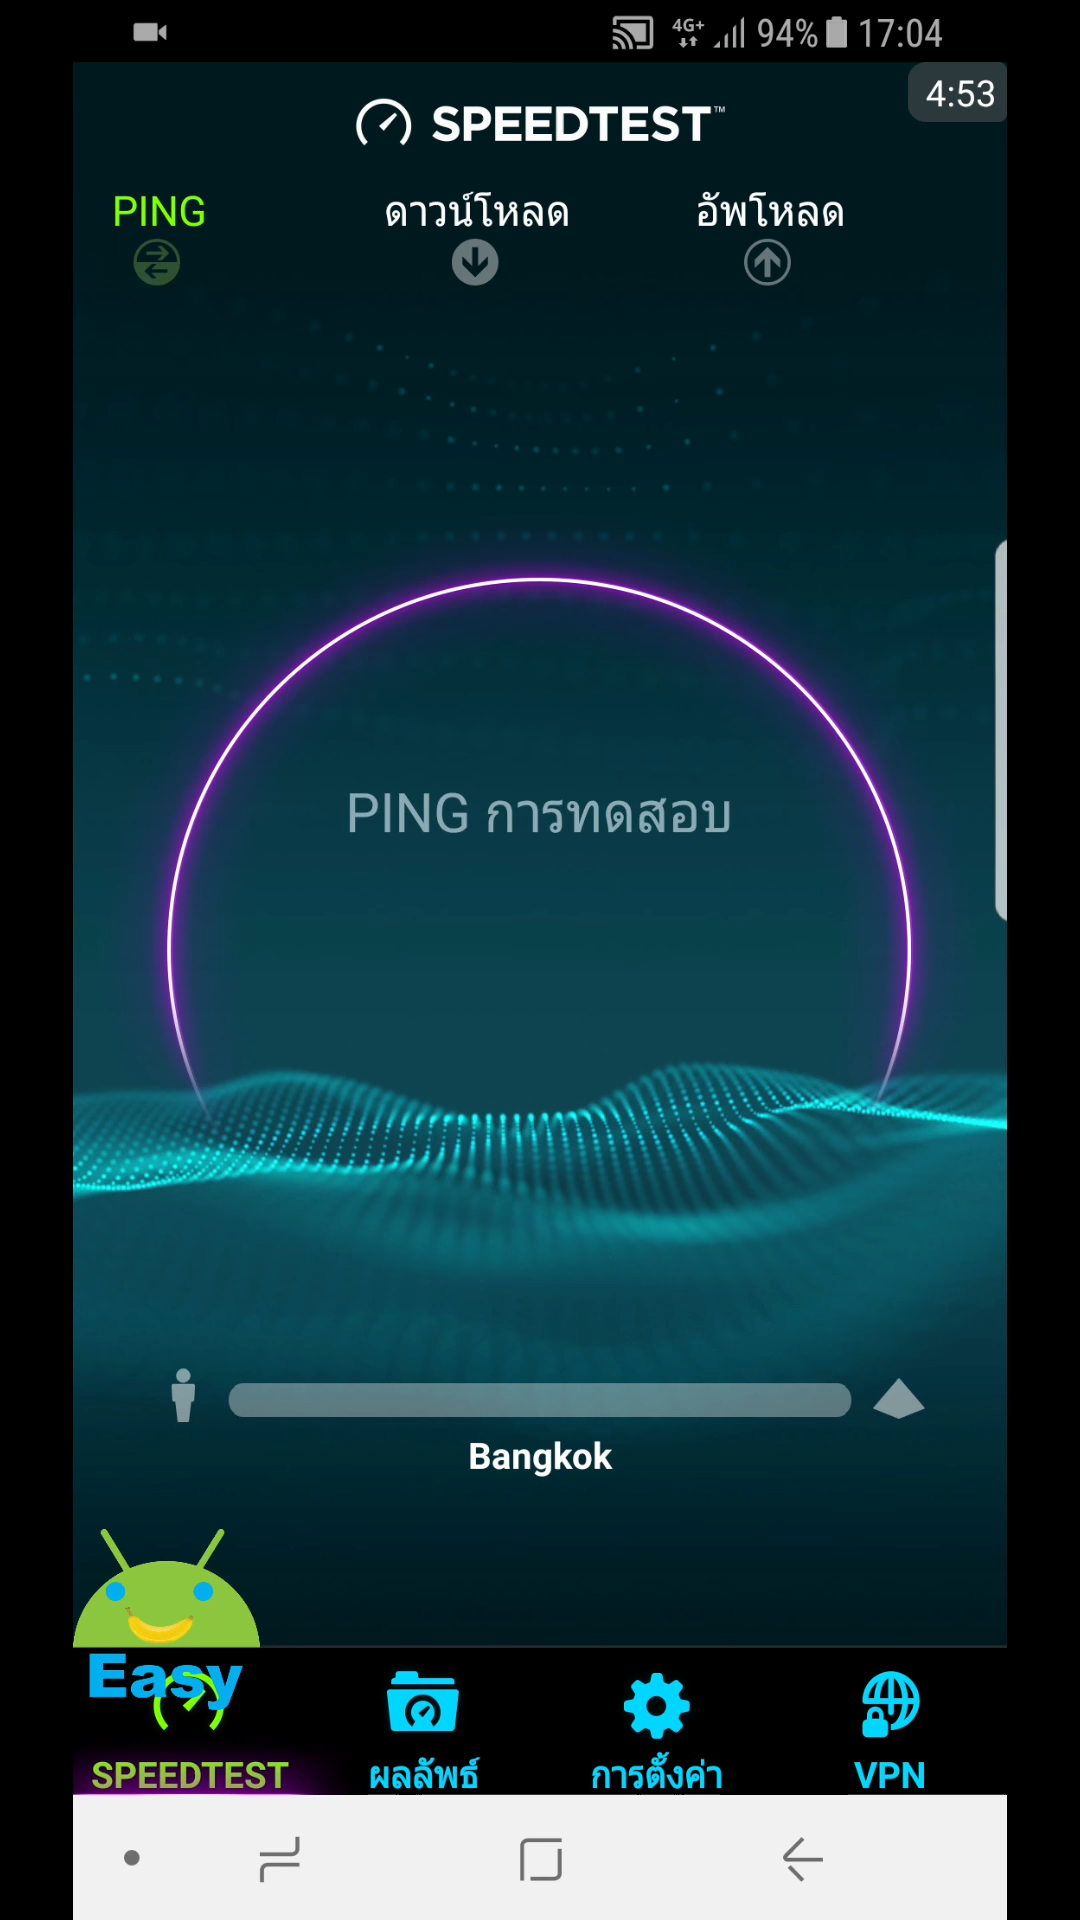 4G+ 94% 17:04
4:53
SPEEDTEST™
PING ดาวน์โหลด อัพโหลด
PING การทดสอบ
Bangkok
Easy
SPEEDTEST ผลลัพธ์ การตั้งค่า VPN